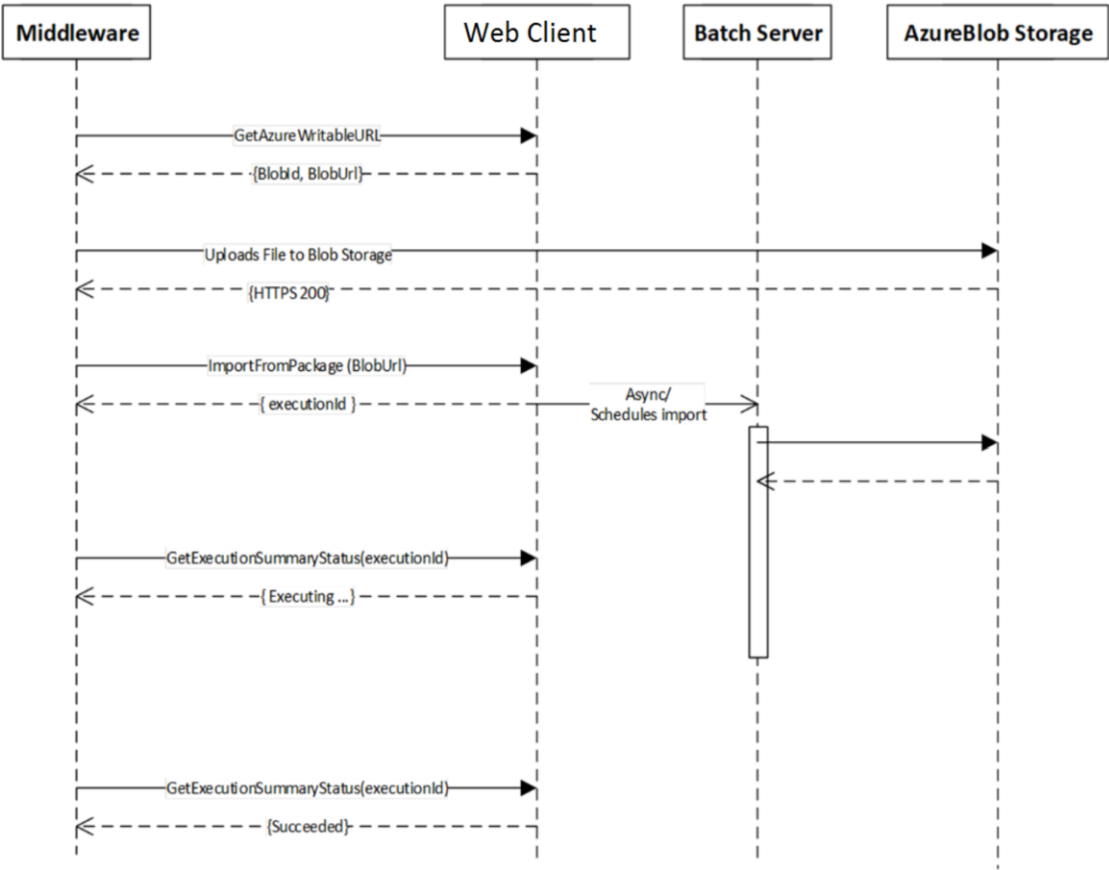 Middleware
Web Client
Batch Server
AzureBlob Storage
GetAzureWritableURL
{BlobId, BlobUrl}
Uploads File to Blob Storage
{HTTPS 200}
ImportFromPackage (BlobUrl)
{ executionId }
Async/
Schedules import
GetExecutionSummaryStatus(executionId)
{ Executing ...}
GetExecutionSummaryStatus(executionId)
{Succeeded}